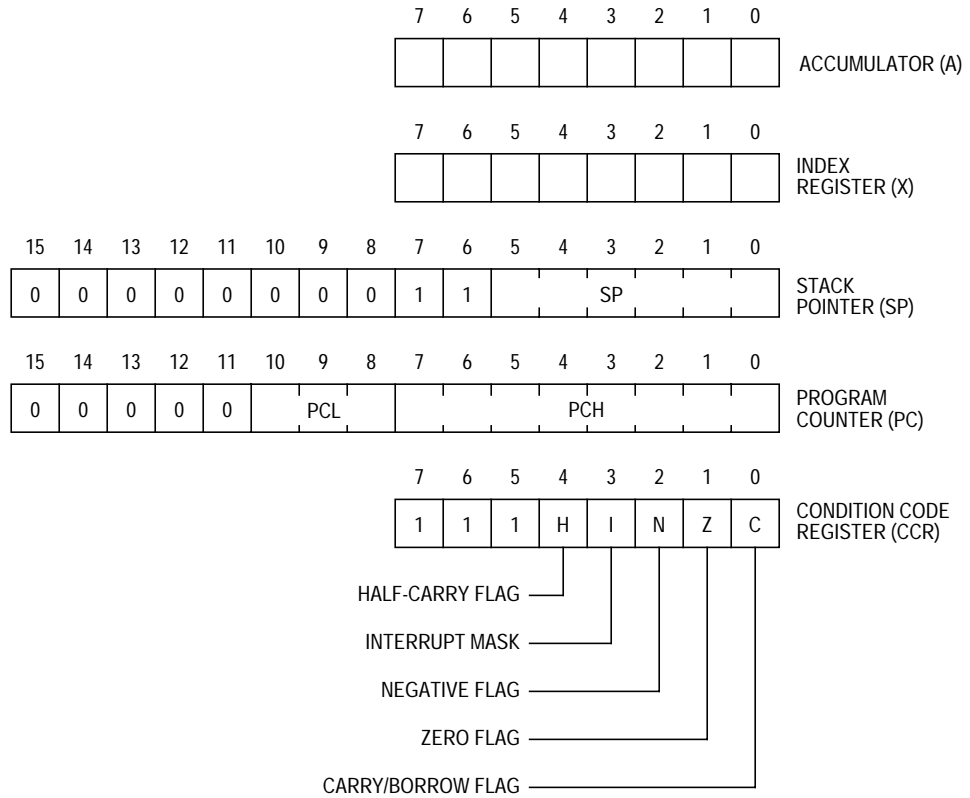 7 6 5 4 3 2 1 0
ACCUMULATOR (A)
7 6 5 4 3 2 1 0
INDEX
REGISTER (X)
15 14 13 12 11 10 9 8 7 6 5 4 3 2 1 0
0 0 0 0 0 0 0 0 1 1 SP
STACK
POINTER (SP)
15 14 13 12 11 10 9 8 7 6 5 4 3 2 1 0
0 0 0 0 0 PCL PCH
PROGRAM
COUNTER (PC)
7 6 5 4 3 2 1 0
1 1 1 H I N Z C
CONDITION CODE
REGISTER (CCR)
HALF-CARRY FLAG
INTERRUPT MASK
NEGATIVE FLAG
ZERO FLAG
CARRY/BORROW FLAG